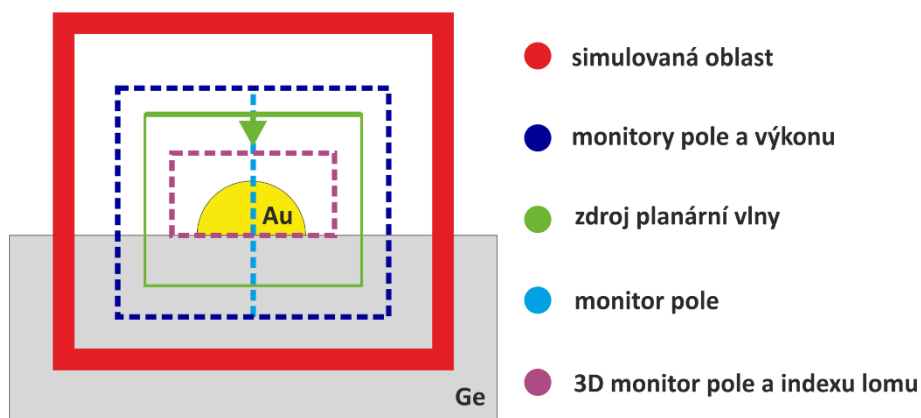 simulovaná oblast
monitory pole a výkonu
Au
zdroj planární vlny
monitor pole
3D monitor pole a indexu lomu
Ge